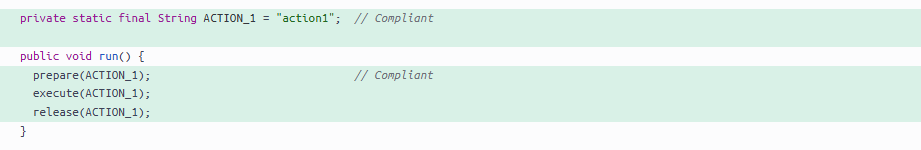 private static final String ACTION_1 = "action1";  // Compliant
public void run() {
  prepare(ACTION_1);                               // Compliant
  execute(ACTION_1);
  release(ACTION_1);
}